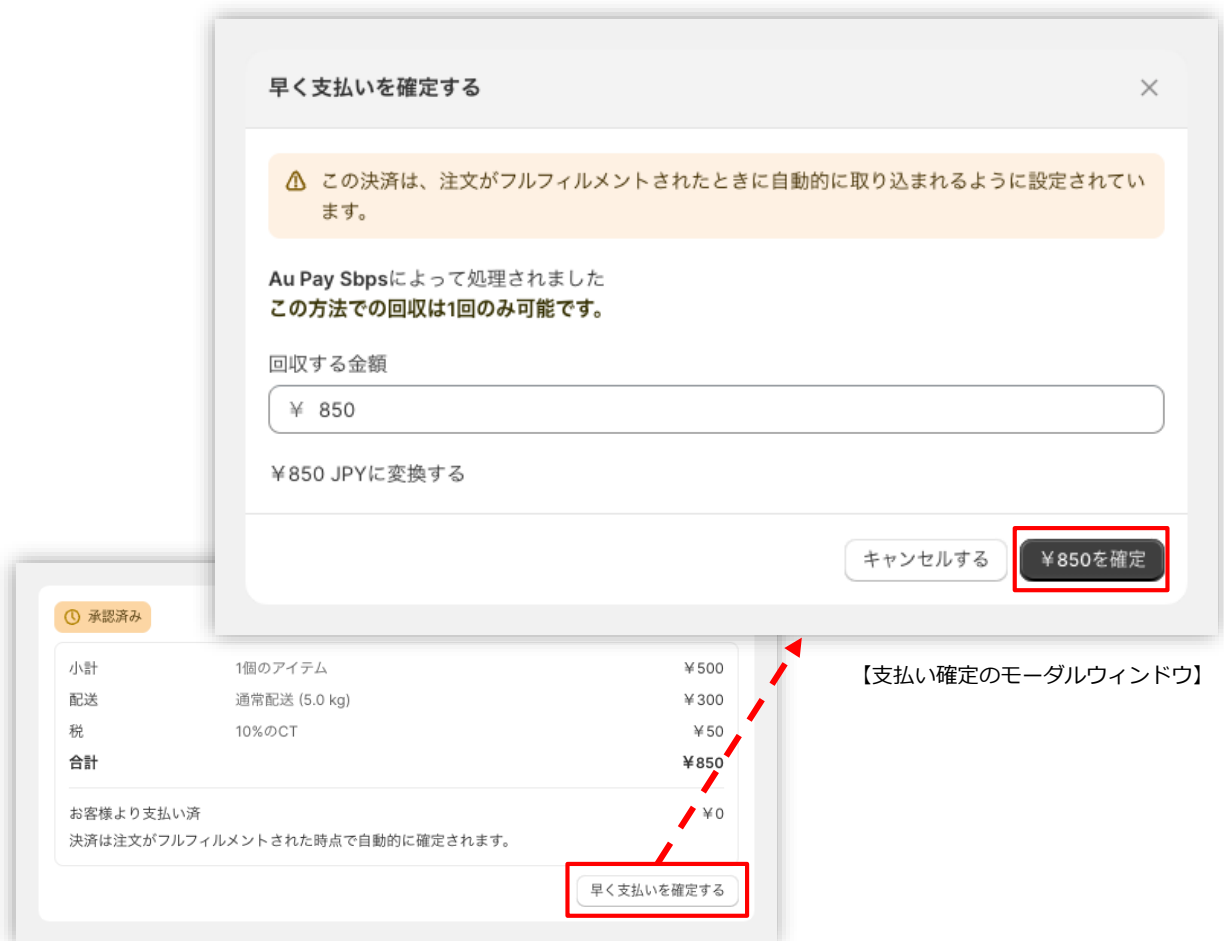 早く支払いを確定する
この決済は、注文がフルフィルメントされたときに自動的に取り込まれるように設定されてい
ます。
Au Pay Sbpsによって処理されました
この方法での回収は1回のみ可能です。
回収する金額
¥ 850
¥850 JPYに変換する
キャンセルする ¥850を確定
【支払い確定のモーダルウィンドウ】
承認済み
小計 1個のアイテム ¥500
配送 通常配送 (5.0 kg) ¥300
税 10%のCT ¥50
合計 ¥850
お客様より支払い済 ¥0
決済は注文がフルフィルメントされた時点で自動的に確定されます。
早く支払いを確定する